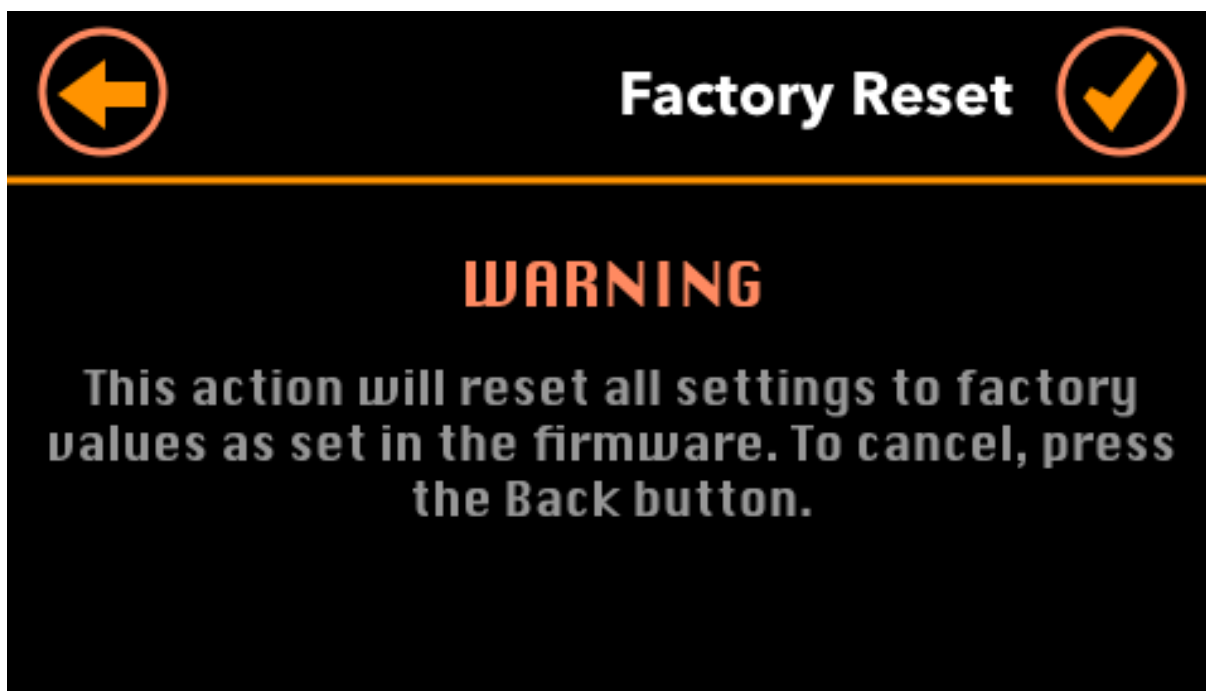 Factory Reset
WARNING
This action will reset all settings to factory
values as set in the firmware. To cancel, press
the Back button.